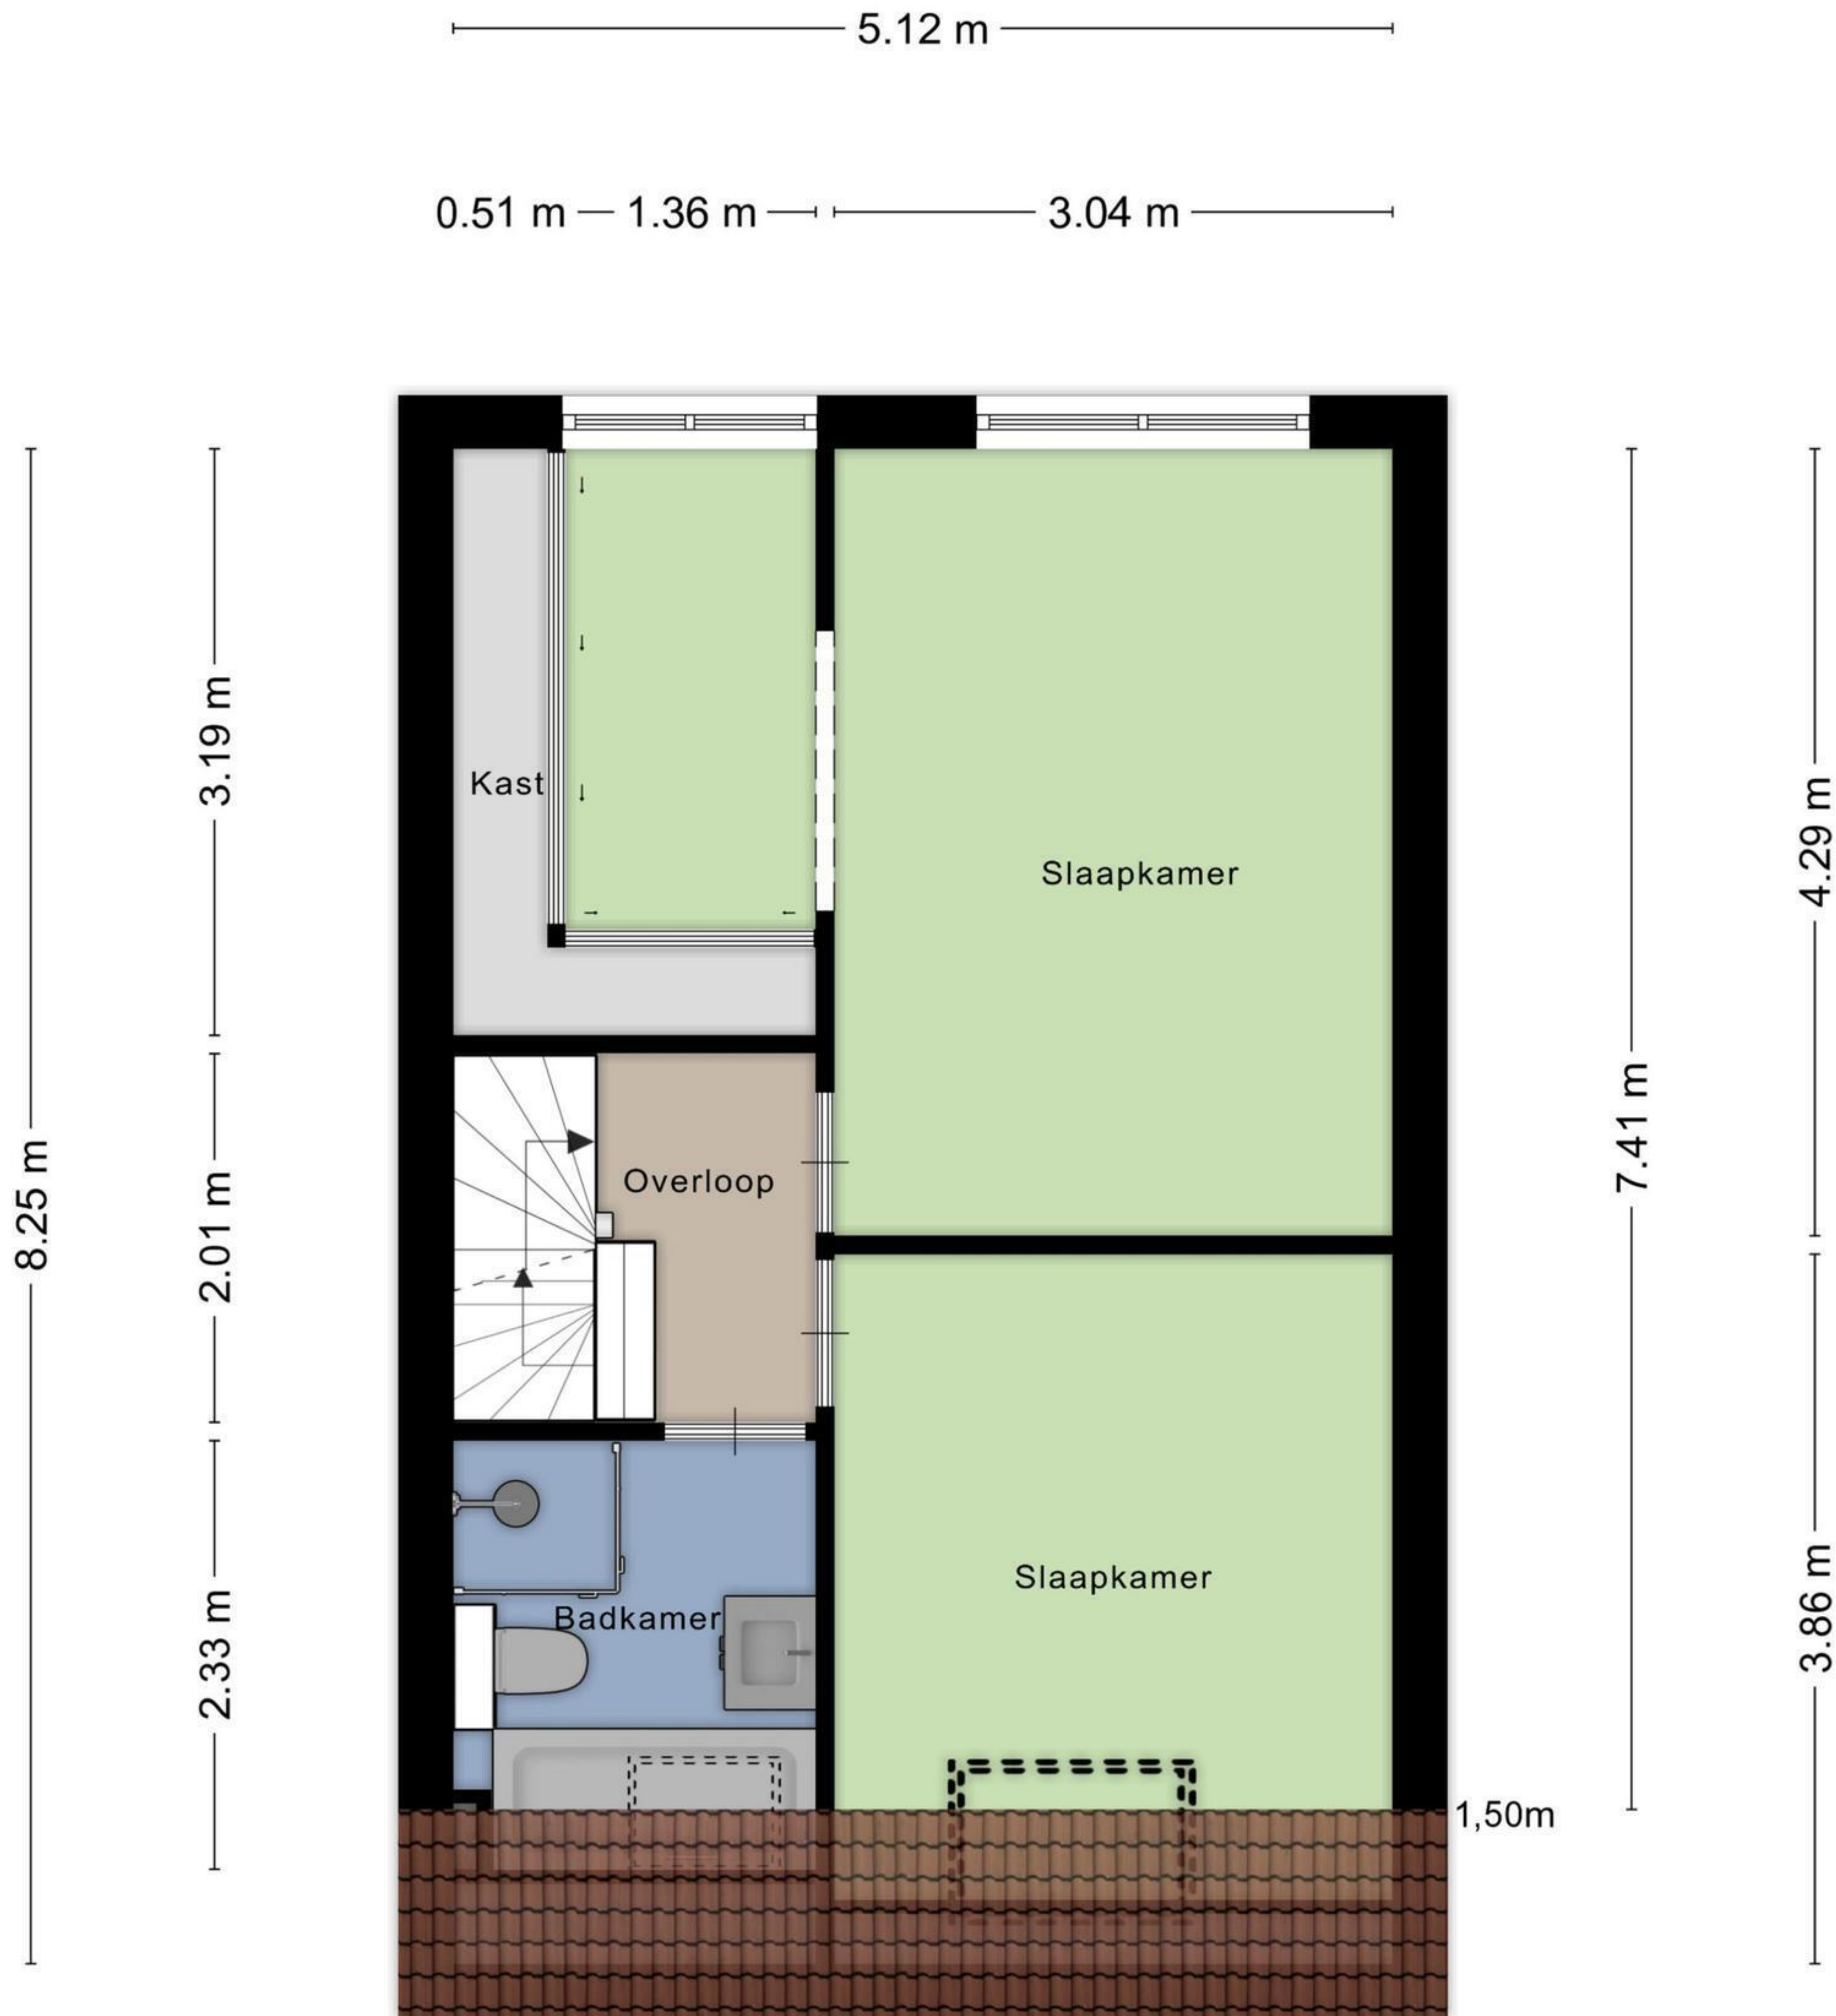 5.12 m
0.51 m
1.36 m
3.04 m
3.19 m
Kast
4.29 m
Slaapkamer
7.41 m
8.25 m
2.01 m
Overloop
Slaapkamer
3.86 m
2.33 m
Badkamer
1,50m